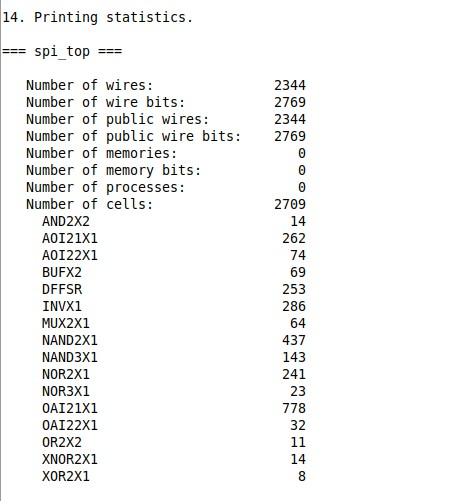 14. Printing statistics.
=== spi_top ===
Number of wires: 2344
Number of wire bits: 2769
Number of public wires: 2344
Number of public wire bits: 2769
Number of memories: 0
Number of memory bits: 0
Number of processes: 0
Number of cells: 2709
AND2X2 14
AOI21X1 262
AOI22X1 74
BUFX2 69
DFFSR 253
INVX1 286
MUX2X1 64
NAND2X1 437
NAND3X1 143
NOR2X1 241
NOR3X1 23
OAI21X1 778
OAI22X1 32
OR2X2 11
XNOR2X1 14
XOR2X1 8